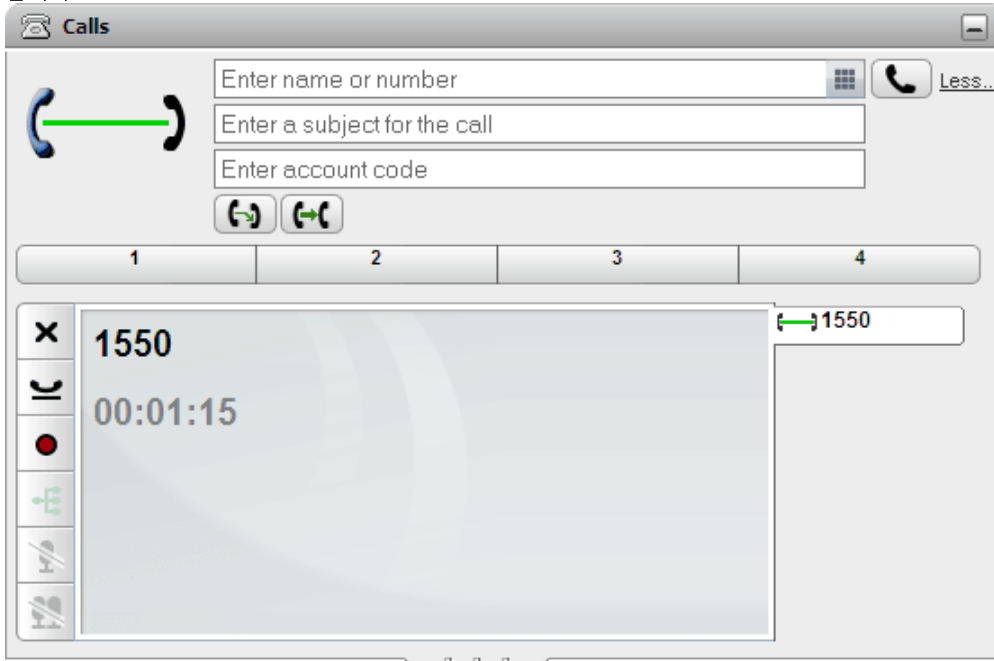 Calls
Enter name or number
Less...
Enter a subject for the call
Enter account code
1 2 3 4
1550
1550
00:01:15